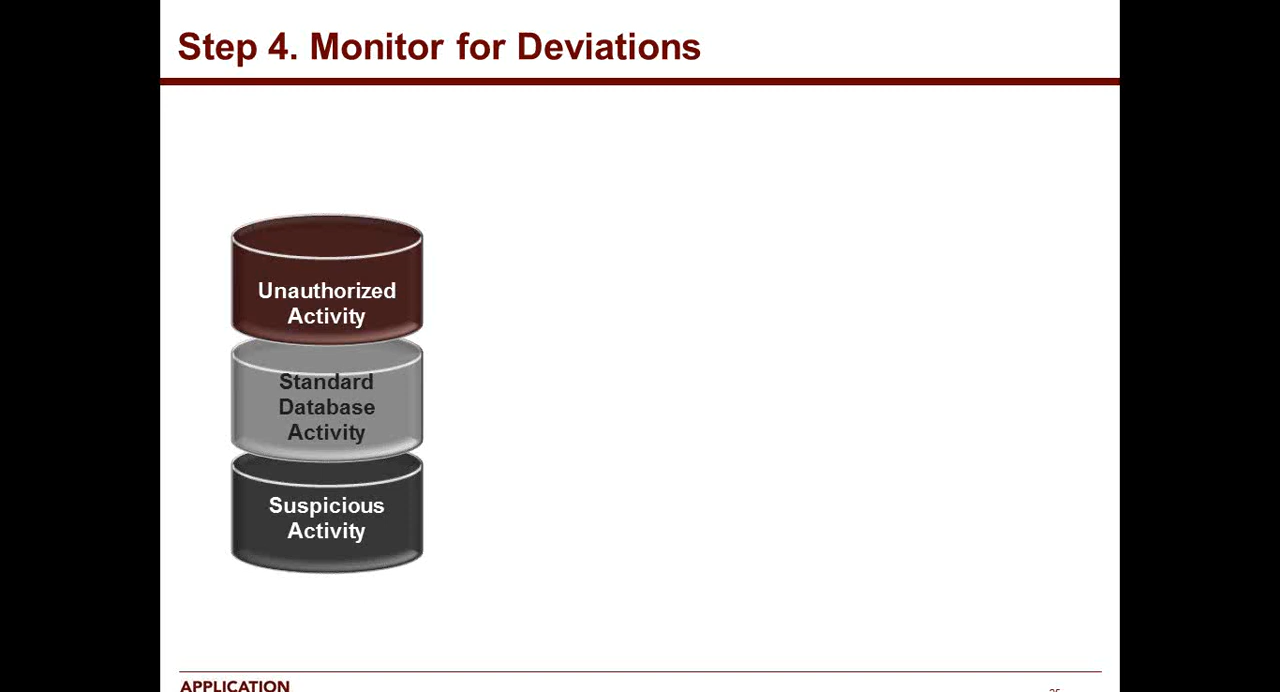 Step 4. Monitor for Deviations
Unauthorized
Activity
Standard
Database
Activity
Suspicious
Activity
APPLICATION